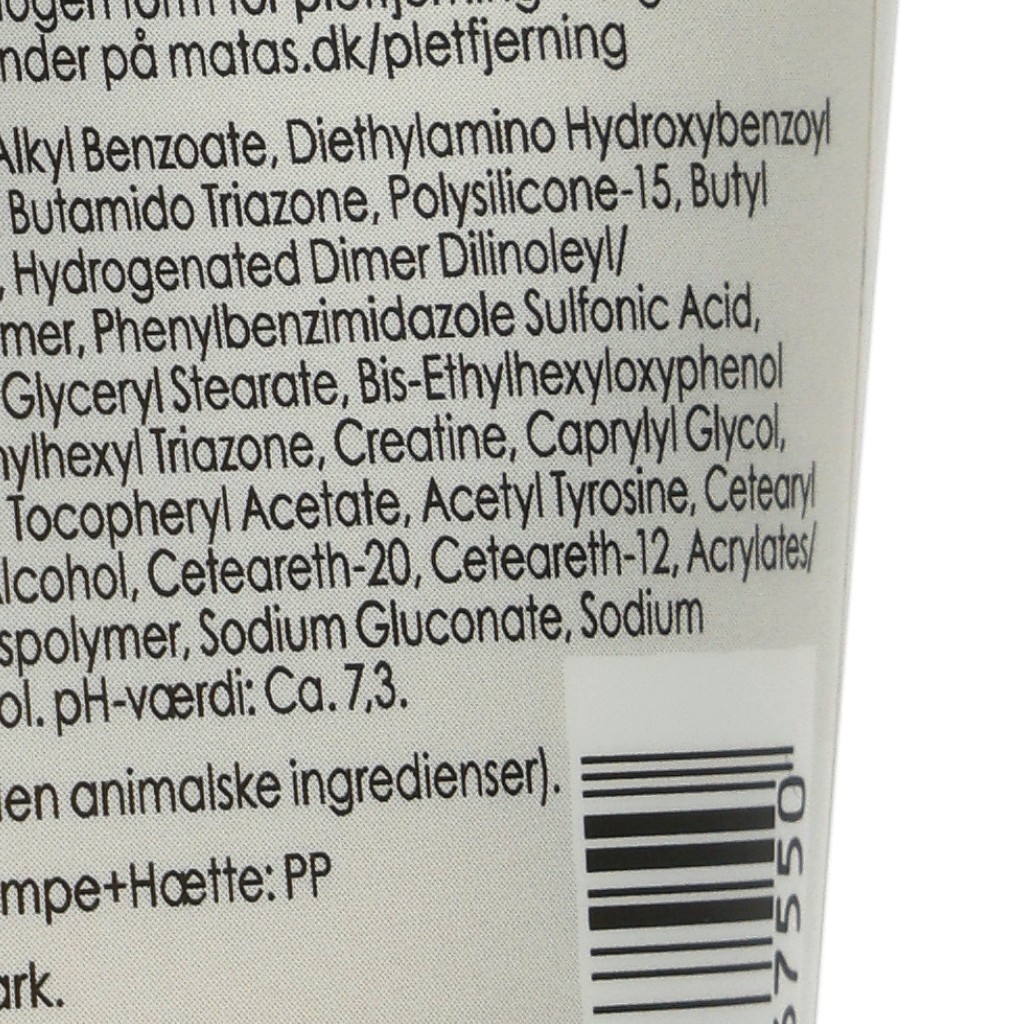 nder på matas.dk/pletfjerning
Alkyl Benzoate, Diethylamino Hydroxybenzoyl
Butamido Triazone, Polysilicone-15, Butyl
, Hydrogenated Dimer Dilinoleyl/
mer, Phenylbenzimidazole Sulfonic Acid,
Glyceryl Stearate, Bis-Ethylhexyloxyphenol
ylhexyl Triazone, Creatine, Caprylyl Glycol,
Tocopheryl Acetate, Acetyl Tyrosine, Cetearyl
lcohol, Ceteareth-20, Ceteareth-12, Acrylates/
spolymer, Sodium Gluconate, Sodium
ol. pH-værdi: Ca. 7,3.
en animalske ingredienser).
mpe+Hætte: PP
ark.
7550